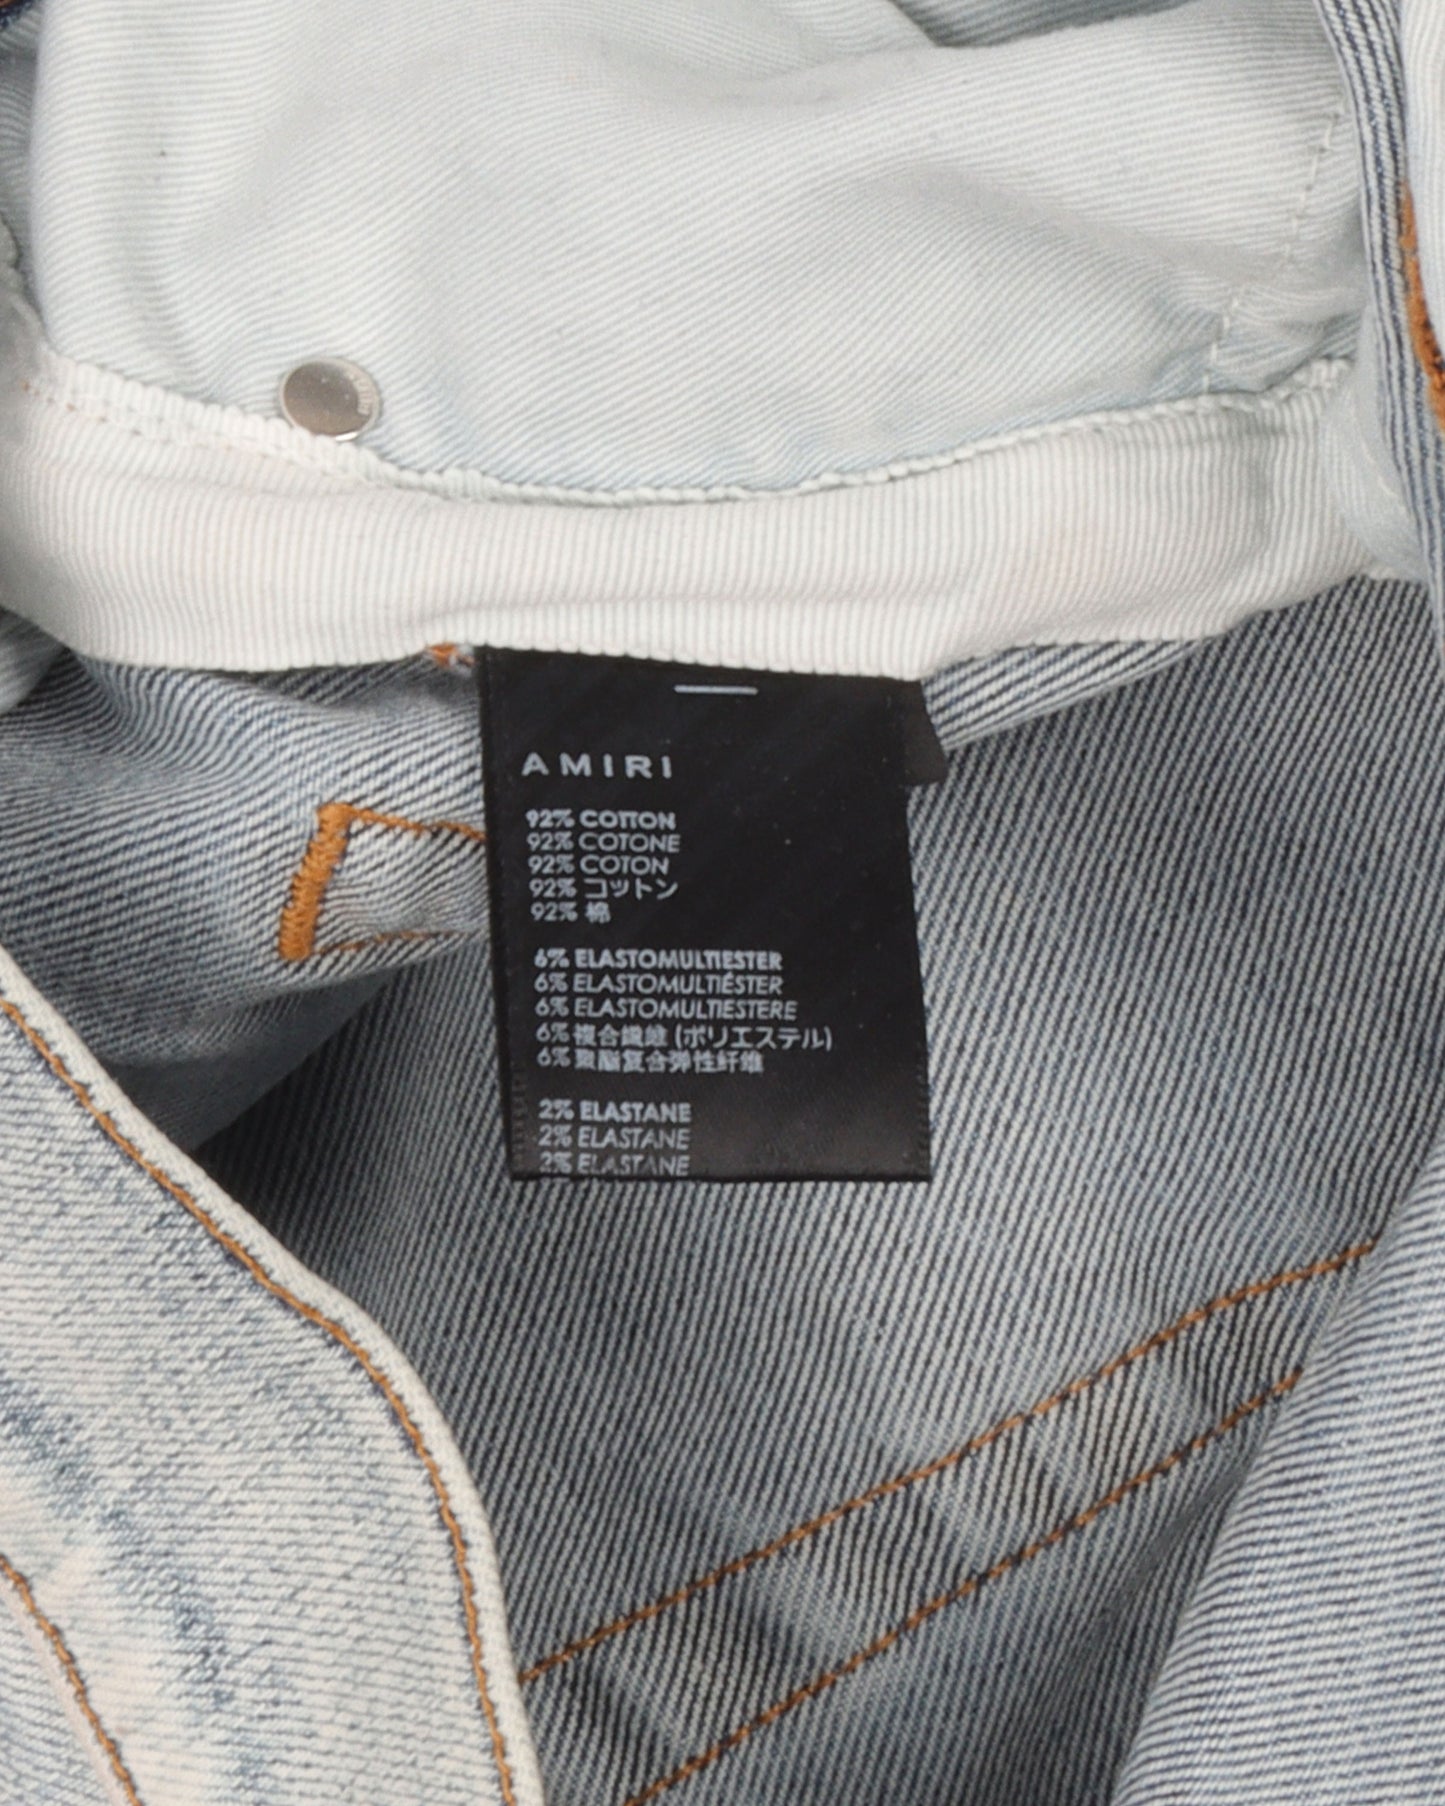 AMIRI
92% COTTON
92% COTONE
92% COTON
92% コットン
92% 棉
6% ELASTOMULTIESTER
6% ELASTOMULTIÉSTER
6% ELASTOMULTIESTERE
6% 複合繊維 (ポリエステル)
6% 聚酯复合弹性纤维
2% ELASTANE
2% ELASTANE
2% ELASTANE